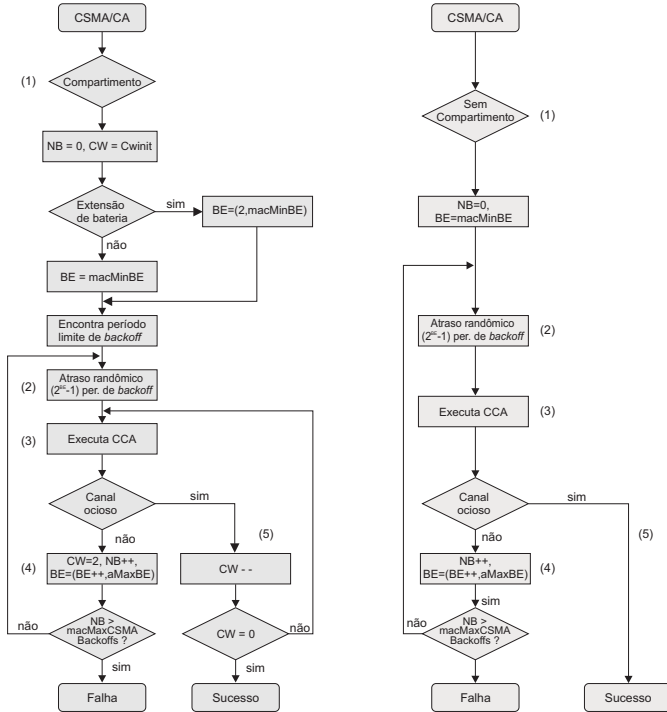 CSMA/CA
(1)
Compartimento
NB = 0, CW = Cwinit
Extensão
de bateria
sim
BE=(2,macMinBE)
não
BE = macMinBE
Encontra período
limite de backoff
(2)
Atraso randômico
(2^BE-1) per. de backoff
(3)
Executa CCA
Canal
ocioso
sim
não
(5)
(4)
CW=2, NB++,
BE=(BE++,aMaxBE)
CW - -
não
NB >
macMaxCSMA
Backoffs ?
CW = 0
não
sim
sim
Falha
Sucesso
CSMA/CA
Sem
Compartimento
(1)
NB=0,
BE=macMinBE
Atraso randômico
(2^BE-1) per. de backoff
(2)
Executa CCA
(3)
Canal
ocioso
sim
não
(5)
NB++,
BE=(BE++,aMaxBE)
(4)
sim
não
NB >
macMaxCSMA
Backoffs ?
sim
Falha
Sucesso